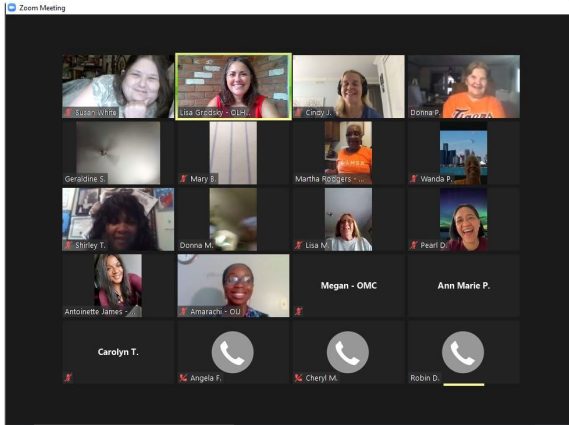 Zoom Meeting
Susan White
Lisa Grodsky - OLH...
Cindy J.
Donna P.
Tigers
Geraldine S.
Mary B.
Martha Rodgers - ...
Wanda P.
Shirley T.
Donna M.
Lisa M.
Pearl D.
Antoinette James - ...
Amarachi - OU
Megan - OMC
Ann Marie P.
Carolyn T.
Angela F.
Cheryl M.
Robin D.